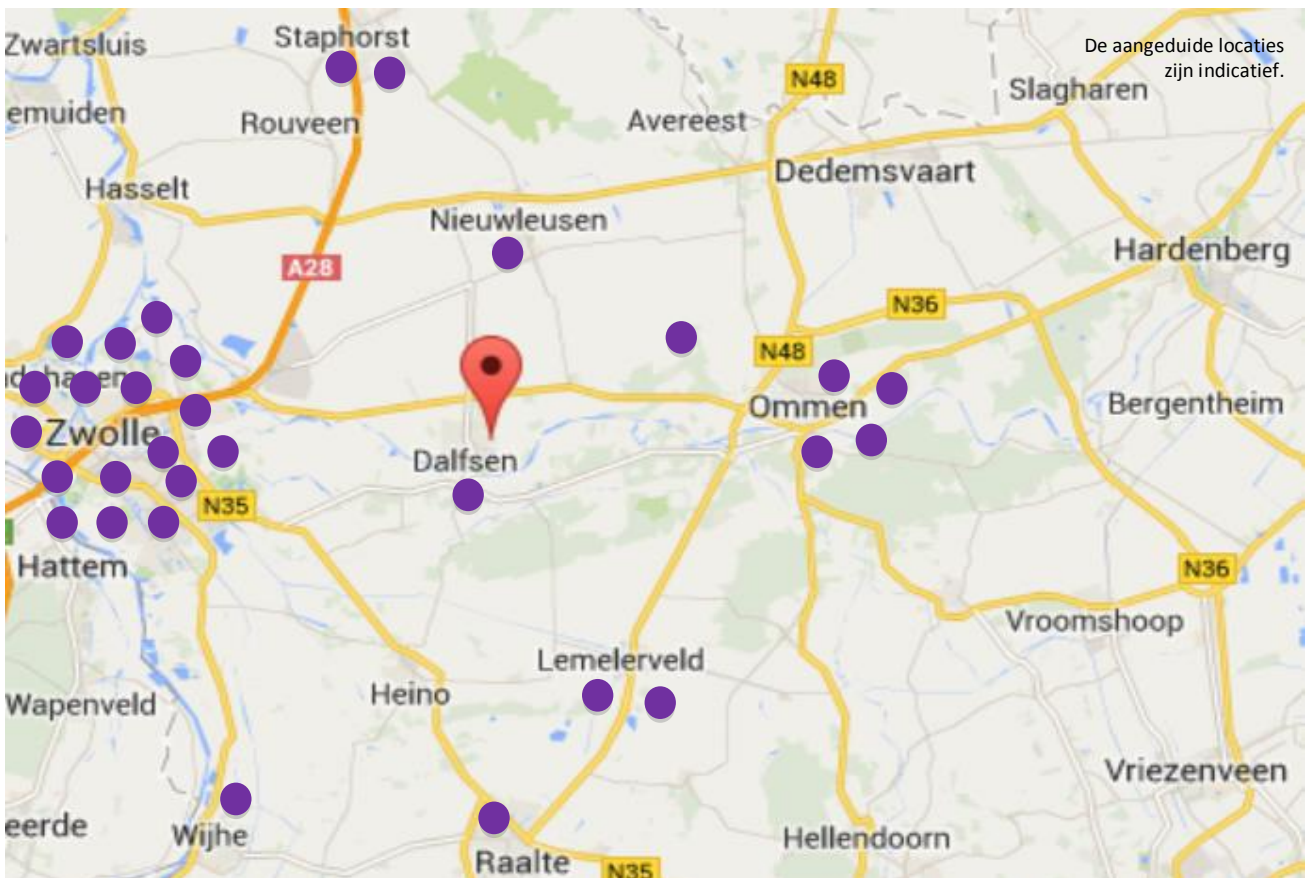 Zwartsluis
Staphorst
De aangeduide locaties
zijn indicatief.
N48
Slagharen
emuiden
Rouveen
Avereest
Dedemsvaart
Hasselt
Nieuwleusen
Hardenberg
A28
N36
N48
Ommen
Bergentheim
Zwolle
Dalfsen
N35
Hattem
N36
Vroomshoop
Lemelerveld
Heino
Wapenveld
Vriezenveen
eerde
Wijhe
Hellendoorn
Raalte
N35